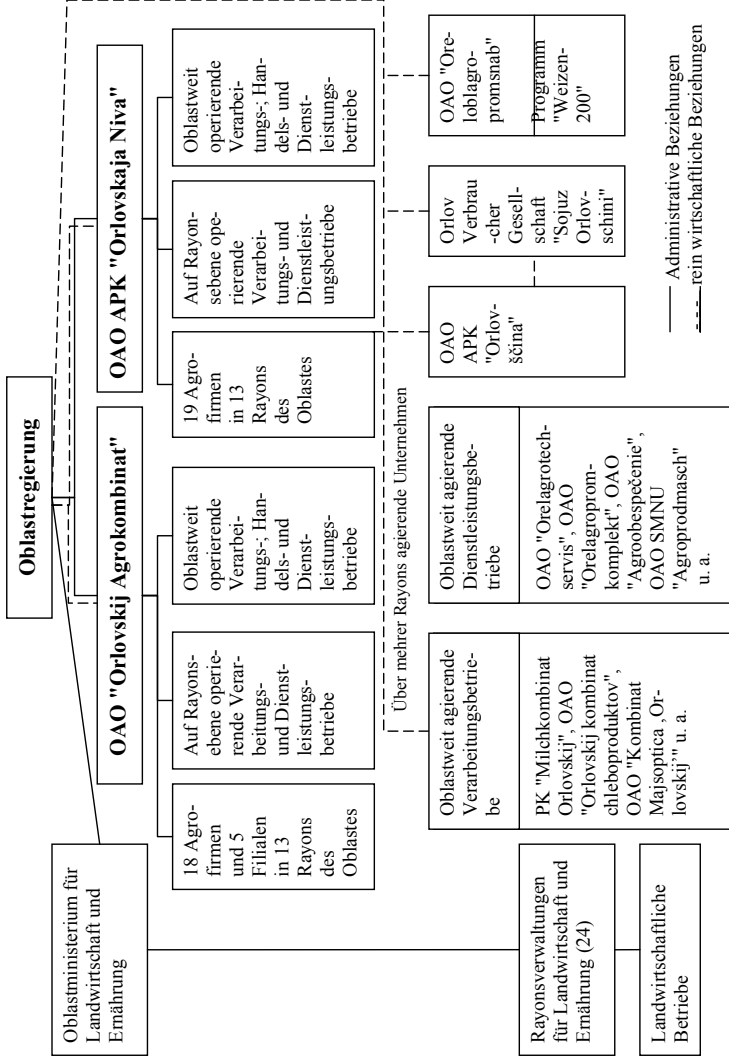 Oblastregierung
Oblastministerium für
Landwirtschaft und
Ernährung
OAO "Orlovskij Agrokombinat"
OAO APK "Orlovskaja Niva"
18 Agro-
firmen
und 5
Filialen
in 13
Rayons
des
Oblastes
Auf Rayons-
ebene operie-
rende Verar-
beitungs-
und Dienst-
leistungs-
betriebe
Oblastweit
operierende
Verarbei-
tungs-; Han-
dels- und
Dienst-
leistungs-
betriebe
19 Agro-
firmen
in 13
Rayons
des
Oblastes
Auf Rayon-
sebene ope-
rierende
Verarbei-
tungs- und
Dienstleist-
ungsbetriebe
Oblastweit
operierende
Verarbei-
tungs-; Han-
dels- und
Dienst-
leistungs-
betriebe
Über mehrer Rayons agierende Unternehmen
Rayonsverwaltungen
für Landwirtschaft und
Ernährung (24)
Landwirtschaftliche
Betriebe
Oblastweit agierende
Verarbeitungsbetrie-
be
PK "Milchkombinat
Orlovskij", OAO
"Orlovskij kombinat
chleboproduktov",
OAO "Kombinat
Majsoptica ‚Or-
lovskij'" u. a.
Oblastweit agierende
Dienstleistungsbe-
triebe
OAO "Orelagrotech-
servis", OAO
"Orelagroprom-
komplekt", OAO
"Agroobespečenie",
OAO SMNU
"Agroprodmasch"
u. a.
OAO
APK
"Orlov-
ščina"
Orlov
Verbrau
-cher
Gesell-
schaft
"Sojuz
Orlov-
schini"
OAO "Ore-
loblagro-
promsnab"
Programm
"Weizen-
200"
Administrative Beziehungen
rein wirtschaftliche Beziehungen